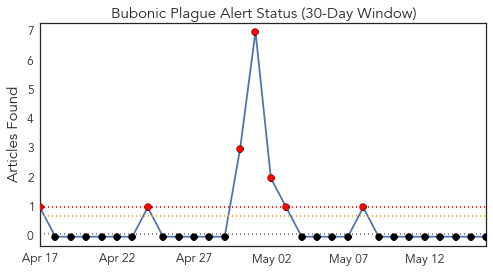 Bubonic Plague Alert Status (30-Day Window)
Articles Found
7
6
5
4
3
2
1
0
Apr 17
Apr 22
Apr 27
May 02
May 07
May 12